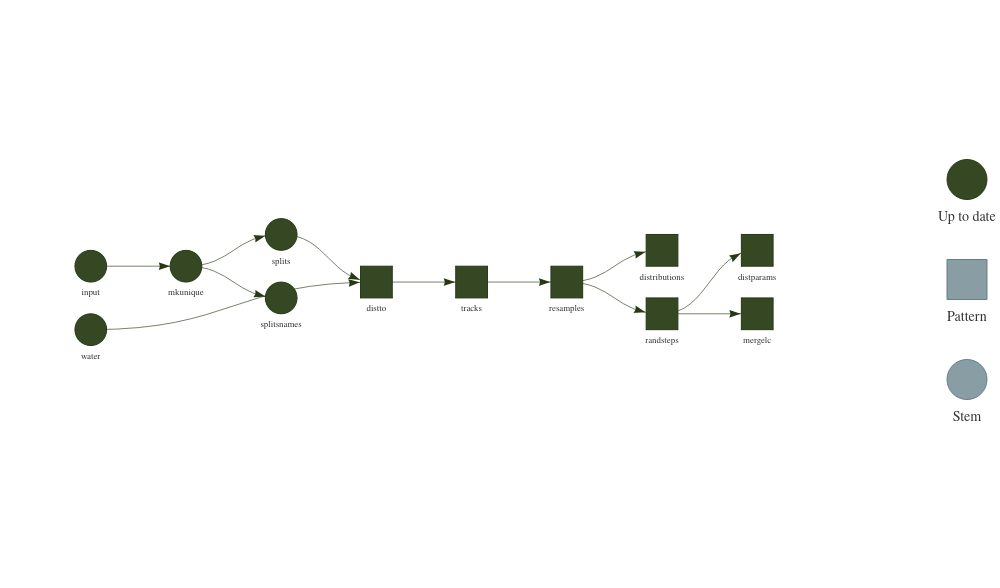 input
water
mkunique
splits
splitsnames
distto
tracks
resamples
distributions
randsteps
distparams
mergelc
Up to date
Pattern
Stem